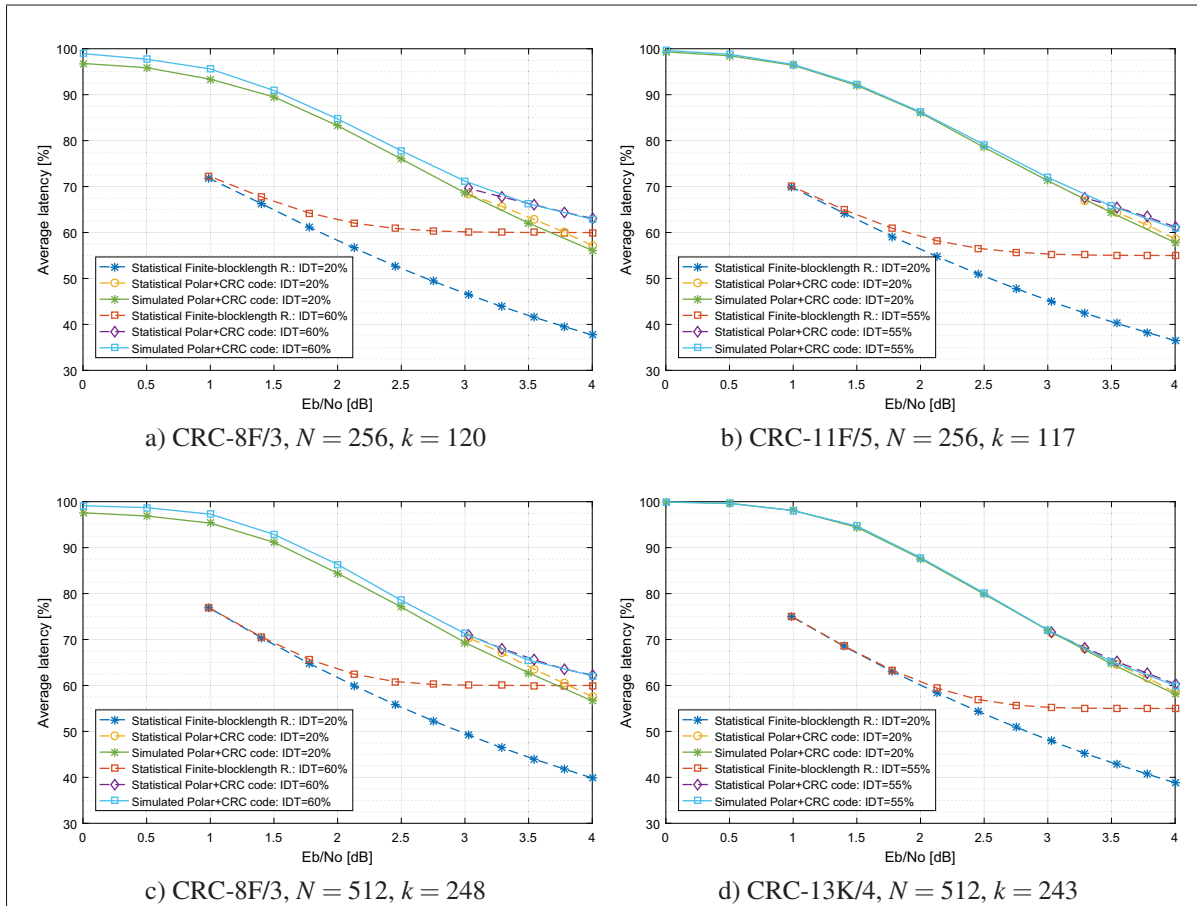 100
90
80
70
60
50
40
30
Average latency [%]
Statistical Finite-blocklength R.: IDT=20%
Statistical Polar+CRC code: IDT=20%
Simulated Polar+CRC code: IDT=20%
Statistical Finite-blocklength R.: IDT=60%
Statistical Polar+CRC code: IDT=60%
Simulated Polar+CRC code: IDT=60%
0 0.5 1 1.5 2 2.5 3 3.5 4
Eb/No [dB]
a) CRC-8F/3, N = 256, k = 120
100
90
80
70
60
50
40
30
Average latency [%]
Statistical Finite-blocklength R.: IDT=20%
Statistical Polar+CRC code: IDT=20%
Simulated Polar+CRC code: IDT=20%
Statistical Finite-blocklength R.: IDT=55%
Statistical Polar+CRC code: IDT=55%
Simulated Polar+CRC code: IDT=55%
0 0.5 1 1.5 2 2.5 3 3.5 4
Eb/No [dB]
b) CRC-11F/5, N = 256, k = 117
100
90
80
70
60
50
40
30
Average latency [%]
Statistical Finite-blocklength R.: IDT=20%
Statistical Polar+CRC code: IDT=20%
Simulated Polar+CRC code: IDT=20%
Statistical Finite-blocklength R.: IDT=60%
Statistical Polar+CRC code: IDT=60%
Simulated Polar+CRC code: IDT=60%
0 0.5 1 1.5 2 2.5 3 3.5 4
Eb/No [dB]
c) CRC-8F/3, N = 512, k = 248
100
90
80
70
60
50
40
30
Average latency [%]
Statistical Finite-blocklength R.: IDT=20%
Statistical Polar+CRC code: IDT=20%
Simulated Polar+CRC code: IDT=20%
Statistical Finite-blocklength R.: IDT=55%
Statistical Polar+CRC code: IDT=55%
Simulated Polar+CRC code: IDT=55%
0 0.5 1 1.5 2 2.5 3 3.5 4
Eb/No [dB]
d) CRC-13K/4, N = 512, k = 243